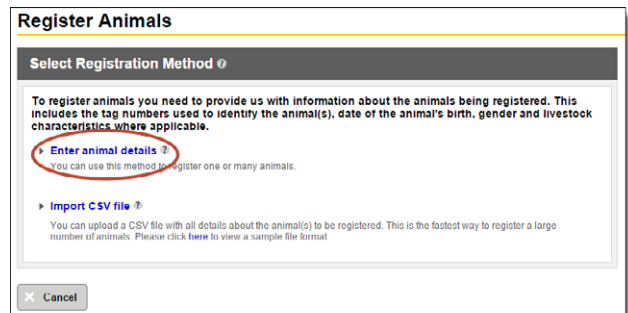 Register Animals
Select Registration Method ?
To register animals you need to provide us with information about the animals being registered. This
includes the tag numbers used to identify the animal(s), date of the animal's birth, gender and livestock
characteristics where applicable.
Enter animal details ?
You can use this method to register one or many animals.
Import CSV file ?
You can upload a CSV file with all details about the animal(s) to be registered. This is the fastest way to register a large
number of animals. Please click here to view a sample file format
Cancel